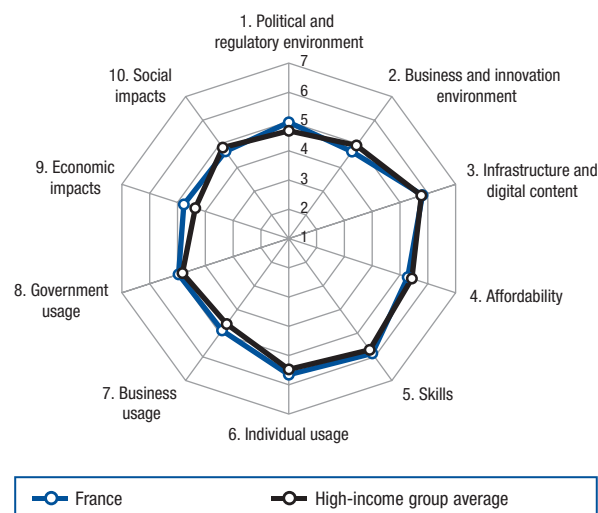 1. Political and
regulatory environment
7
10. Social
impacts
6
2. Business and innovation
environment
5
4
9. Economic
impacts
3
3. Infrastructure and
digital content
2
1
8. Government
usage
4. Affordability
7. Business
usage
5. Skills
6. Individual usage
France
High-income group average